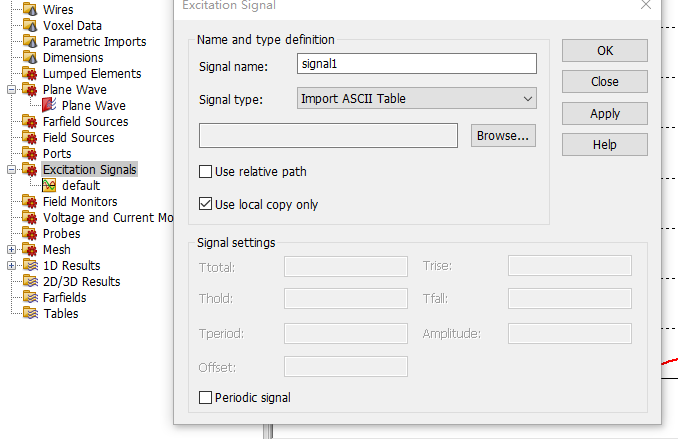 Wires
Voxel Data
Parametric Imports
Dimensions
Lumped Elements
Plane Wave
Plane Wave
Farfield Sources
Field Sources
Ports
Excitation Signals
default
Field Monitors
Voltage and Current Mo
Probes
Mesh
1D Results
2D/3D Results
Farfields
Tables
Excitation Signal
Name and type definition
Signal name:
signal1
Signal type:
Import ASCII Table
Browse...
Use relative path
Use local copy only
OK
Close
Apply
Help
Signal settings
Ttotal:
Trise:
Thold:
Tfall:
Tperiod:
Amplitude:
Offset:
Periodic signal